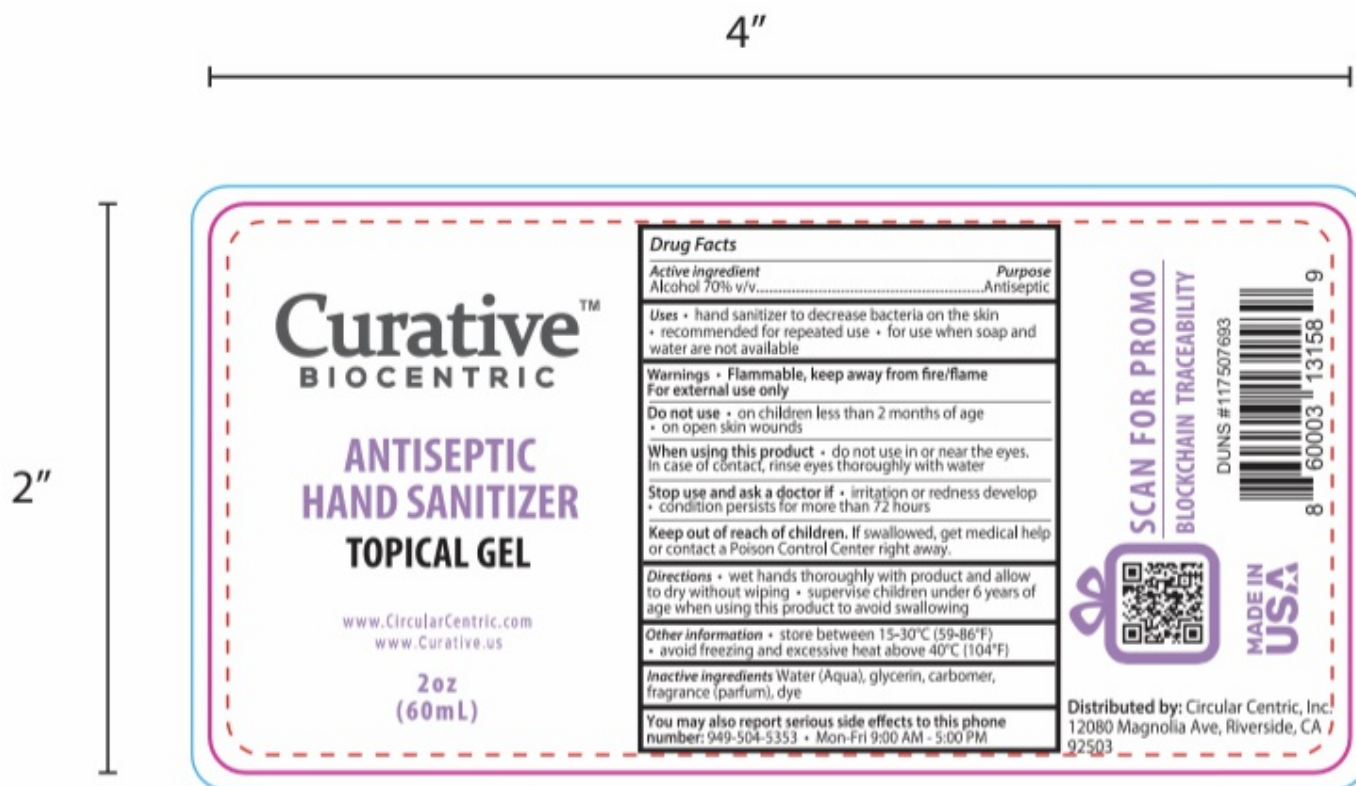 4”
2”
Curative™
BIOCENTRIC
ANTISEPTIC
HAND SANITIZER
TOPICAL GEL
www.CircularCentric.com
www.Curative.us
2oz
(60mL)
Drug Facts
Active ingredient Purpose
Alcohol 70% v/v..........................................................Antiseptic
Uses • hand sanitizer to decrease bacteria on the skin
• recommended for repeated use • for use when soap and
water are not available
Warnings • Flammable, keep away from fire/flame
For external use only
Do not use • on children less than 2 months of age
• on open skin wounds
When using this product • do not use in or near the eyes.
In case of contact, rinse eyes thoroughly with water
Stop use and ask a doctor if • irritation or redness develop
• condition persists for more than 72 hours
Keep out of reach of children. If swallowed, get medical help
or contact a Poison Control Center right away.
Directions • wet hands thoroughly with product and allow
to dry without wiping • supervise children under 6 years of
age when using this product to avoid swallowing
Other information • store between 15-30°C (59-86°F)
• avoid freezing and excessive heat above 40°C (104°F)
Inactive ingredients Water (Aqua), glycerin, carbomer,
fragrance (parfum), dye
You may also report serious side effects to this phone
number: 949-504-5353 • Mon-Fri 9:00 AM - 5:00 PM
SCAN FOR PROMO
BLOCKCHAIN TRACEABILITY
DUNS #117507693
8 60003 13158 9
MADE IN
USA
Distributed by: Circular Centric, Inc.
12080 Magnolia Ave, Riverside, CA
92503